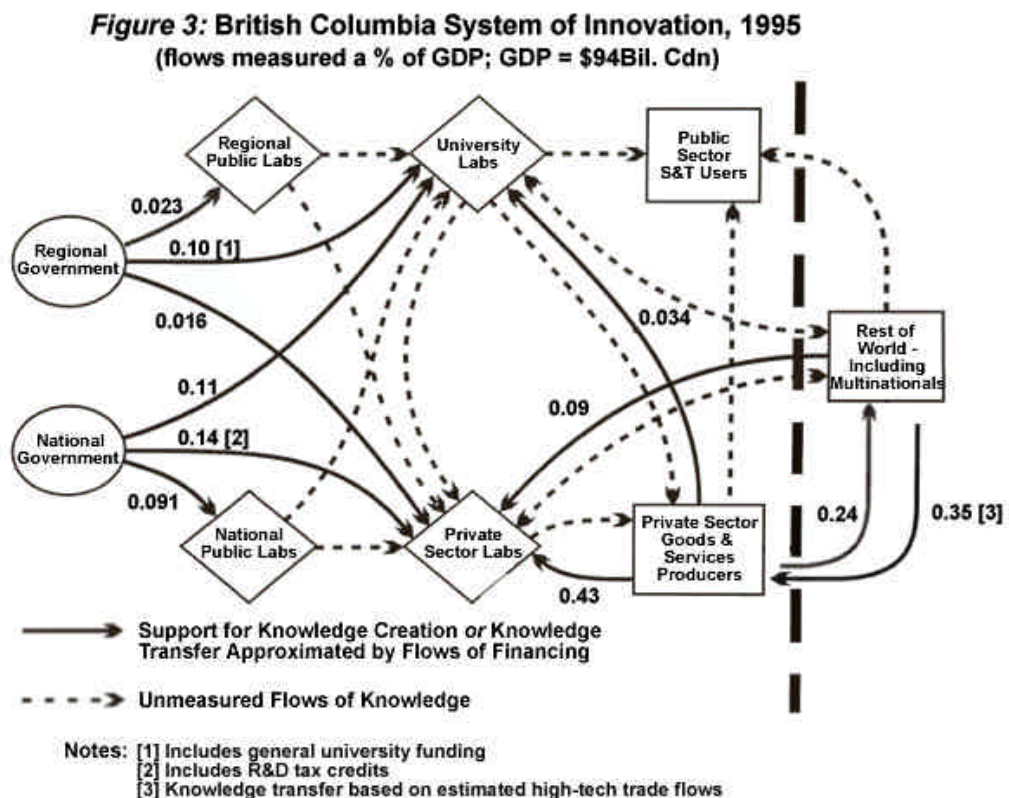 Figure 3: British Columbia System of Innovation, 1995
(flows measured a % of GDP; GDP = $94Bil. Cdn)
Regional
Public Labs
University
Labs
Public
Sector
S&T Users
0.023
Regional
Government
0.10 [1]
0.016
0.034
Rest of
World -
Including
Multinationals
0.11
0.09
National
Government
0.14 [2]
0.091
National
Public Labs
Private
Sector Labs
Private Sector
Goods &
Services
Producers
0.24
0.35 [3]
0.43
Support for Knowledge Creation or Knowledge
Transfer Approximated by Flows of Financing
Unmeasured Flows of Knowledge
Notes: [1] Includes general university funding
[2] Includes R&D tax credits
[3] Knowledge transfer based on estimated high-tech trade flows